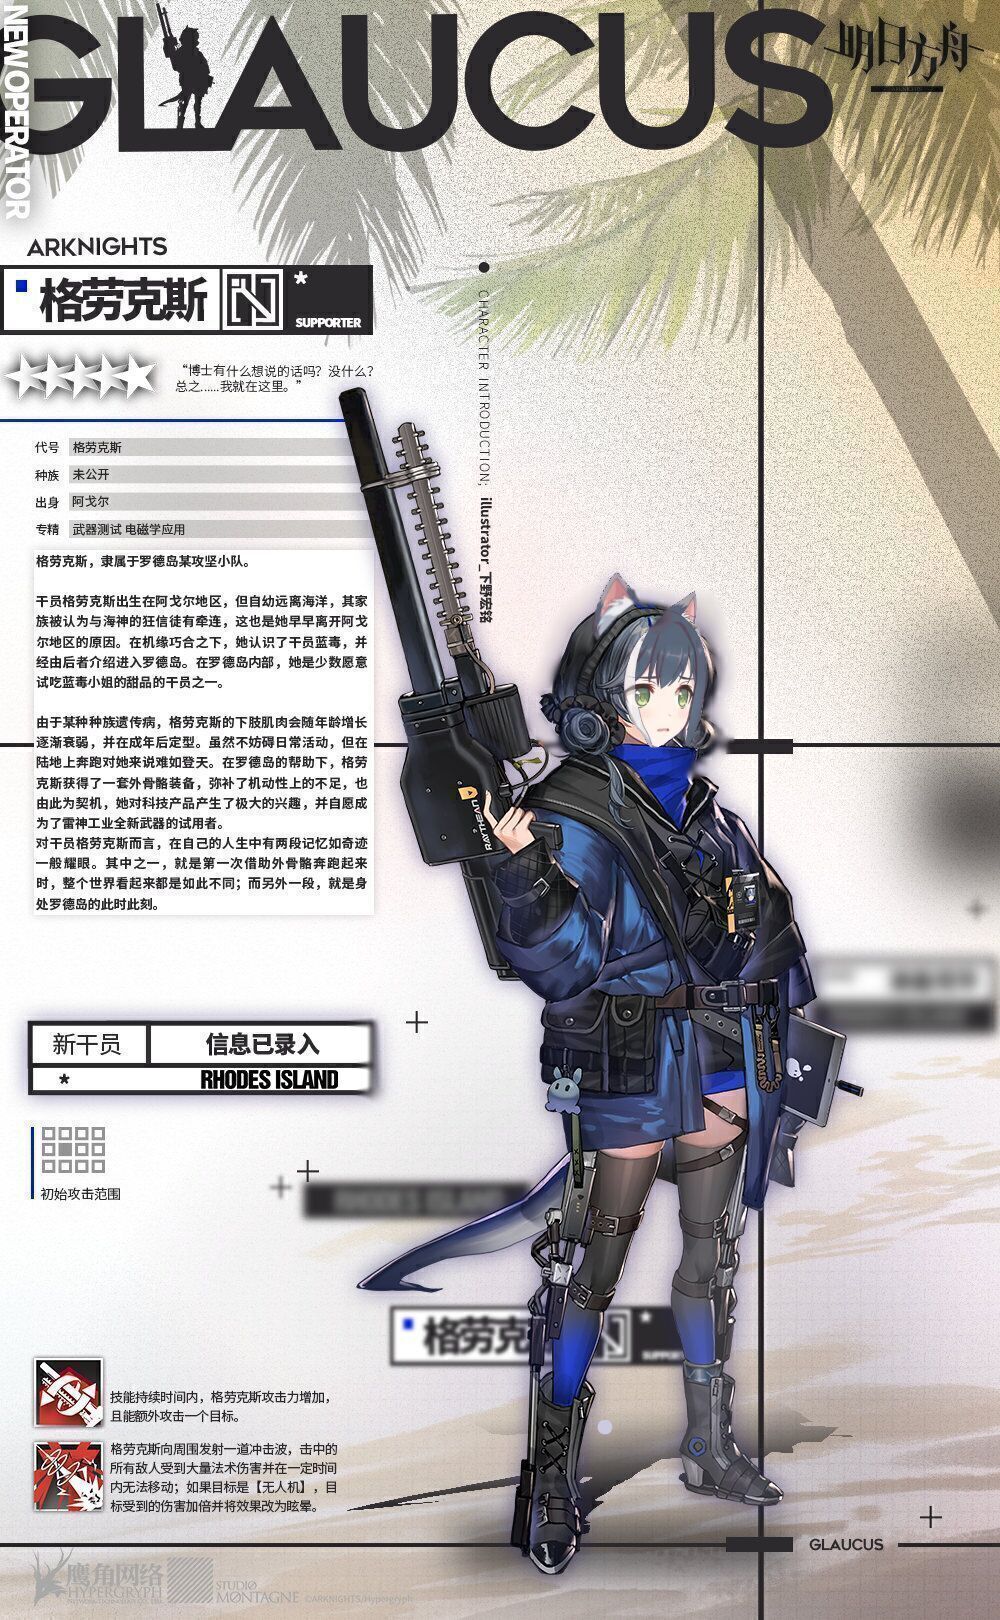 GLAUCUS
明日方舟
NEW OPERATOR
ARKNIGHTS
格劳克斯
*
SUPPORTER
“博士有什么想说的话吗？没什么？
总之……我就在这里。”
代号 格劳克斯
种族 未公开
出身 阿戈尔
专精 武器测试 电磁学应用
CHARACTER INTRODUCTION;
illustrator_下野宏铭
格劳克斯，隶属于罗德岛某攻坚小队。
干员格劳克斯出生在阿戈尔地区，但自幼远离海洋，其家
族被认为与海神的狂信徒有牵连，这也是她早早离开阿戈
尔地区的原因。在机缘巧合之下，她认识了干员蓝毒，并
经由后者介绍进入罗德岛。在罗德岛内部，她是少数愿意
试吃蓝毒小姐的甜品的干员之一。
由于某种种族遗传病，格劳克斯的下肢肌肉会随年龄增长
逐渐衰弱，并在成年后定型。虽然不妨碍日常活动，但在
陆地上奔跑对她来说难如登天。在罗德岛的帮助下，格劳
克斯获得了一套外骨骼装备，弥补了机动性上的不足，也
由此为契机，她对科技产品产生了极大的兴趣，并自愿成
为了雷神工业全新武器的试用者。
对干员格劳克斯而言，在自己的人生中有两段记忆如奇迹
一般耀眼。其中之一，就是第一次借助外骨骼奔跑起来
时，整个世界看起来都是如此不同；而另外一段，就是身
处罗德岛的此时此刻。
RAYTHEAN
新干员 信息已录入
* RHODES ISLAND
初始攻击范围
RHODES ISLAND
格劳克
技能持续时间内，格劳克斯攻击力增加，
且能额外攻击一个目标。
格劳克斯向周围发射一道冲击波，击中的
所有敌人受到大量法术伤害并在一定时间
内无法移动；如果目标是【无人机】，目
标受到的伤害加倍并将效果改为眩晕。
GLAUCUS
鹰角网络
HYPERGRYPH
STUDIO
MONTAGNE
©ARKNIGHTS/Hypergryph